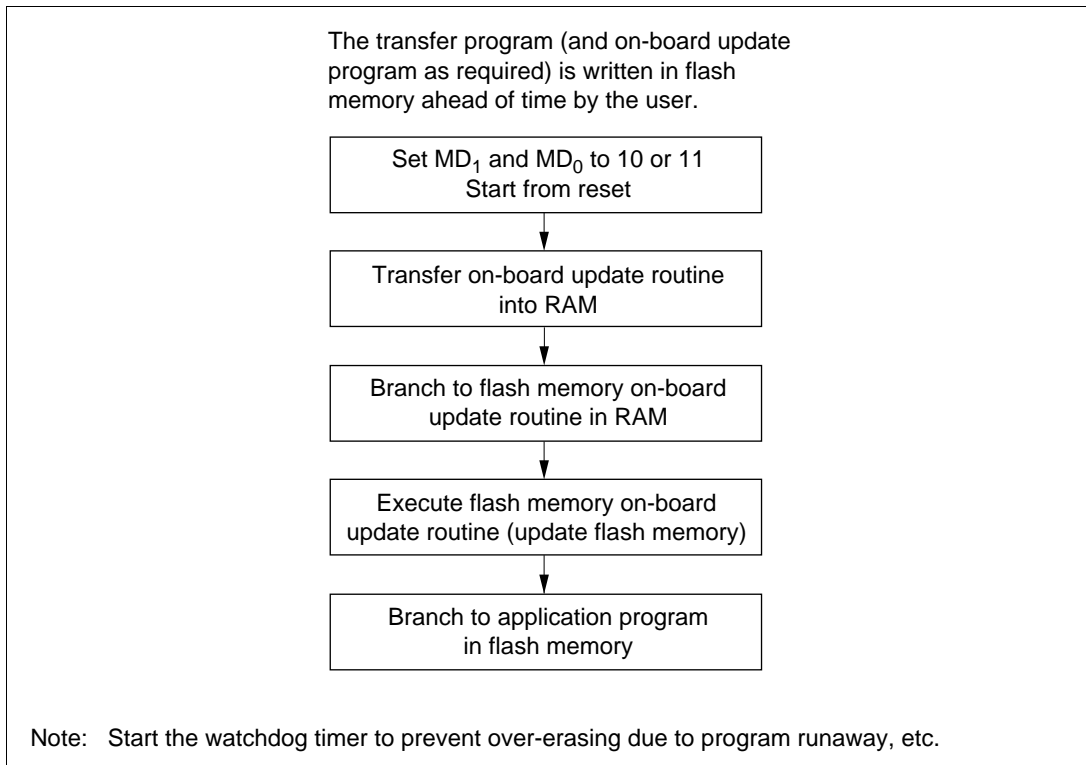 The transfer program (and on-board update
program as required) is written in flash
memory ahead of time by the user.
Set MD₁ and MD₀ to 10 or 11
Start from reset
Transfer on-board update routine
into RAM
Branch to flash memory on-board
update routine in RAM
Execute flash memory on-board
update routine (update flash memory)
Branch to application program
in flash memory
Note: Start the watchdog timer to prevent over-erasing due to program runaway, etc.